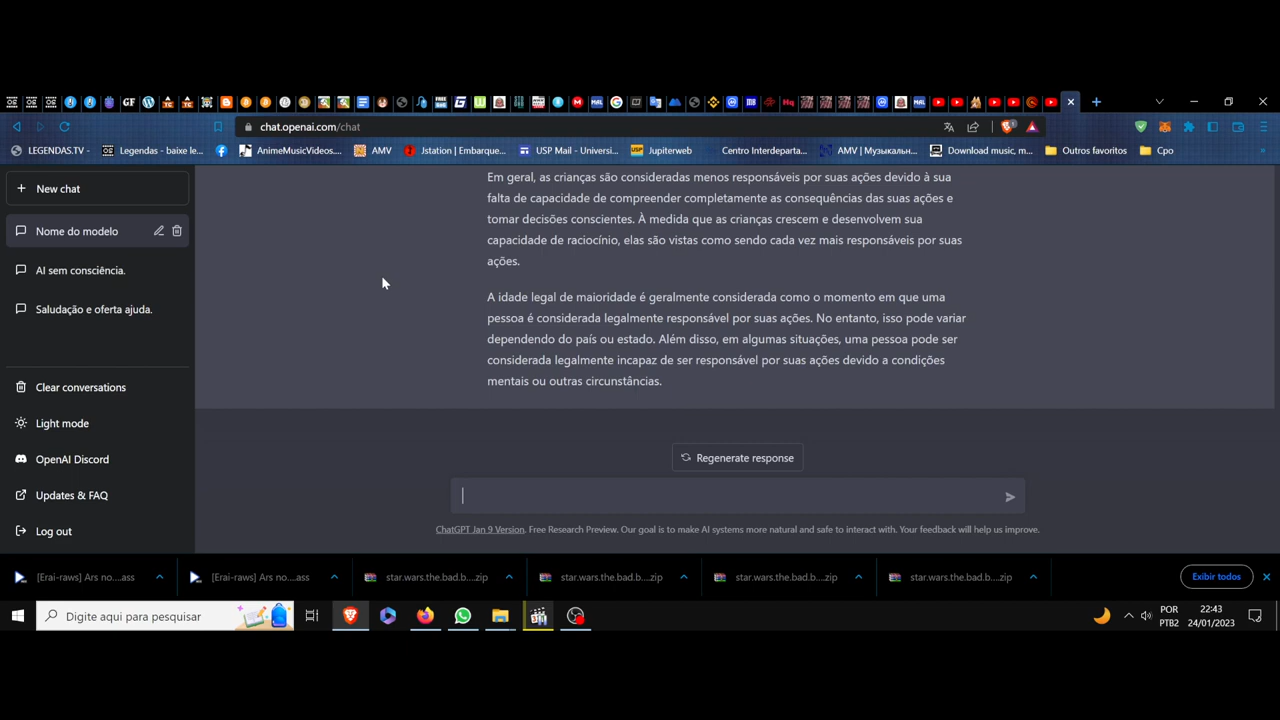 chat.openai.com/chat
LEGENDAS.TV -
Legendas - baixe le...
AnimeMusicVideos....
AMV
Jstation | Embarque...
USP Mail - Universi...
Jupiterweb
Centro Interdeparta...
AMV | Музыкальн...
Download music, m...
Outros favoritos
Cpo
New chat
Nome do modelo
AI sem consciência.
Saludação e oferta ajuda.
Clear conversations
Light mode
OpenAI Discord
Updates & FAQ
Log out
Em geral, as crianças são consideradas menos responsáveis por suas ações devido à sua
falta de capacidade de compreender completamente as consequências das suas ações e
tomar decisões conscientes. À medida que as crianças crescem e desenvolvem sua
capacidade de raciocínio, elas são vistas como sendo cada vez mais responsáveis por suas
ações.
A idade legal de maioridade é geralmente considerada como o momento em que uma
pessoa é considerada legalmente responsável por suas ações. No entanto, isso pode variar
dependendo do país ou estado. Além disso, em algumas situações, uma pessoa pode ser
considerada legalmente incapaz de ser responsável por suas ações devido a condições
mentais ou outras circunstâncias.
Regenerate response
ChatGPT Jan 9 Version. Free Research Preview. Our goal is to make AI systems more natural and safe to interact with. Your feedback will help us improve.
[Erai-raws] Ars no....ass
[Erai-raws] Ars no....ass
star.wars.the.bad.b....zip
star.wars.the.bad.b....zip
star.wars.the.bad.b....zip
star.wars.the.bad.b....zip
Exibir todos
Digite aqui para pesquisar
POR
PTB2
22:43
24/01/2023